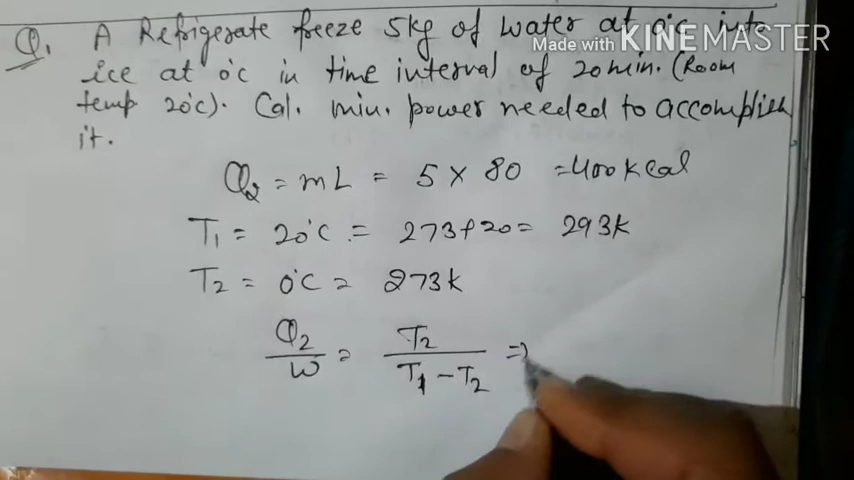 Q. A Refrigerate freeze 5kg of water at 0°c into
Made with KINEMASTER
ice at 0°c in time interval of 20min. (Room
temp 20°c). Cal. min. power needed to accomplish
it.
Q2 = mL = 5 × 80 = 400 KCal
T1 = 20°C = 273+20 = 293k
T2 = 0°C = 273k
Q2/W = T2/(T1 - T2) =>